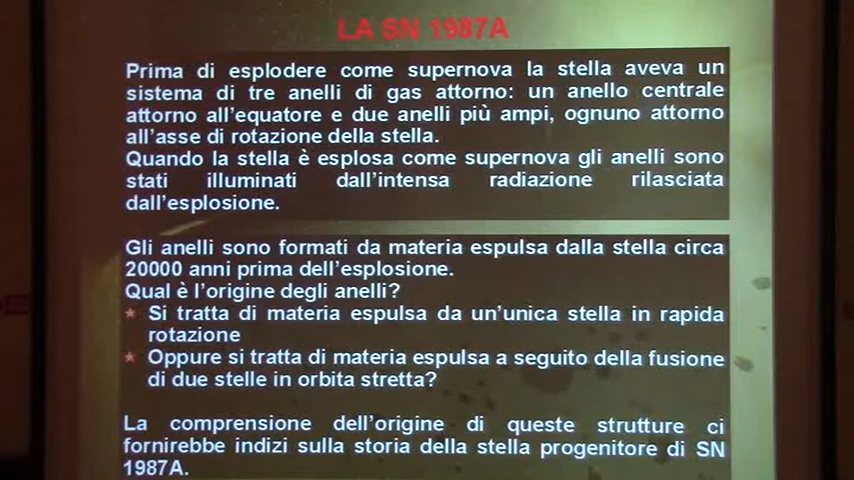 LA SN 1987A
Prima di esplodere come supernova la stella aveva un
sistema di tre anelli di gas attorno: un anello centrale
attorno all'equatore e due anelli più ampi, ognuno attorno
all'asse di rotazione della stella.
Quando la stella è esplosa come supernova gli anelli sono
stati illuminati dall'intensa radiazione rilasciata
dall'esplosione.
Gli anelli sono formati da materia espulsa dalla stella circa
20000 anni prima dell'esplosione.
Qual è l'origine degli anelli?
* Si tratta di materia espulsa da un'unica stella in rapida
rotazione
* Oppure si tratta di materia espulsa a seguito della fusione
di due stelle in orbita stretta?
La comprensione dell'origine di queste strutture ci
fornirebbe indizi sulla storia della stella progenitore di SN
1987A.